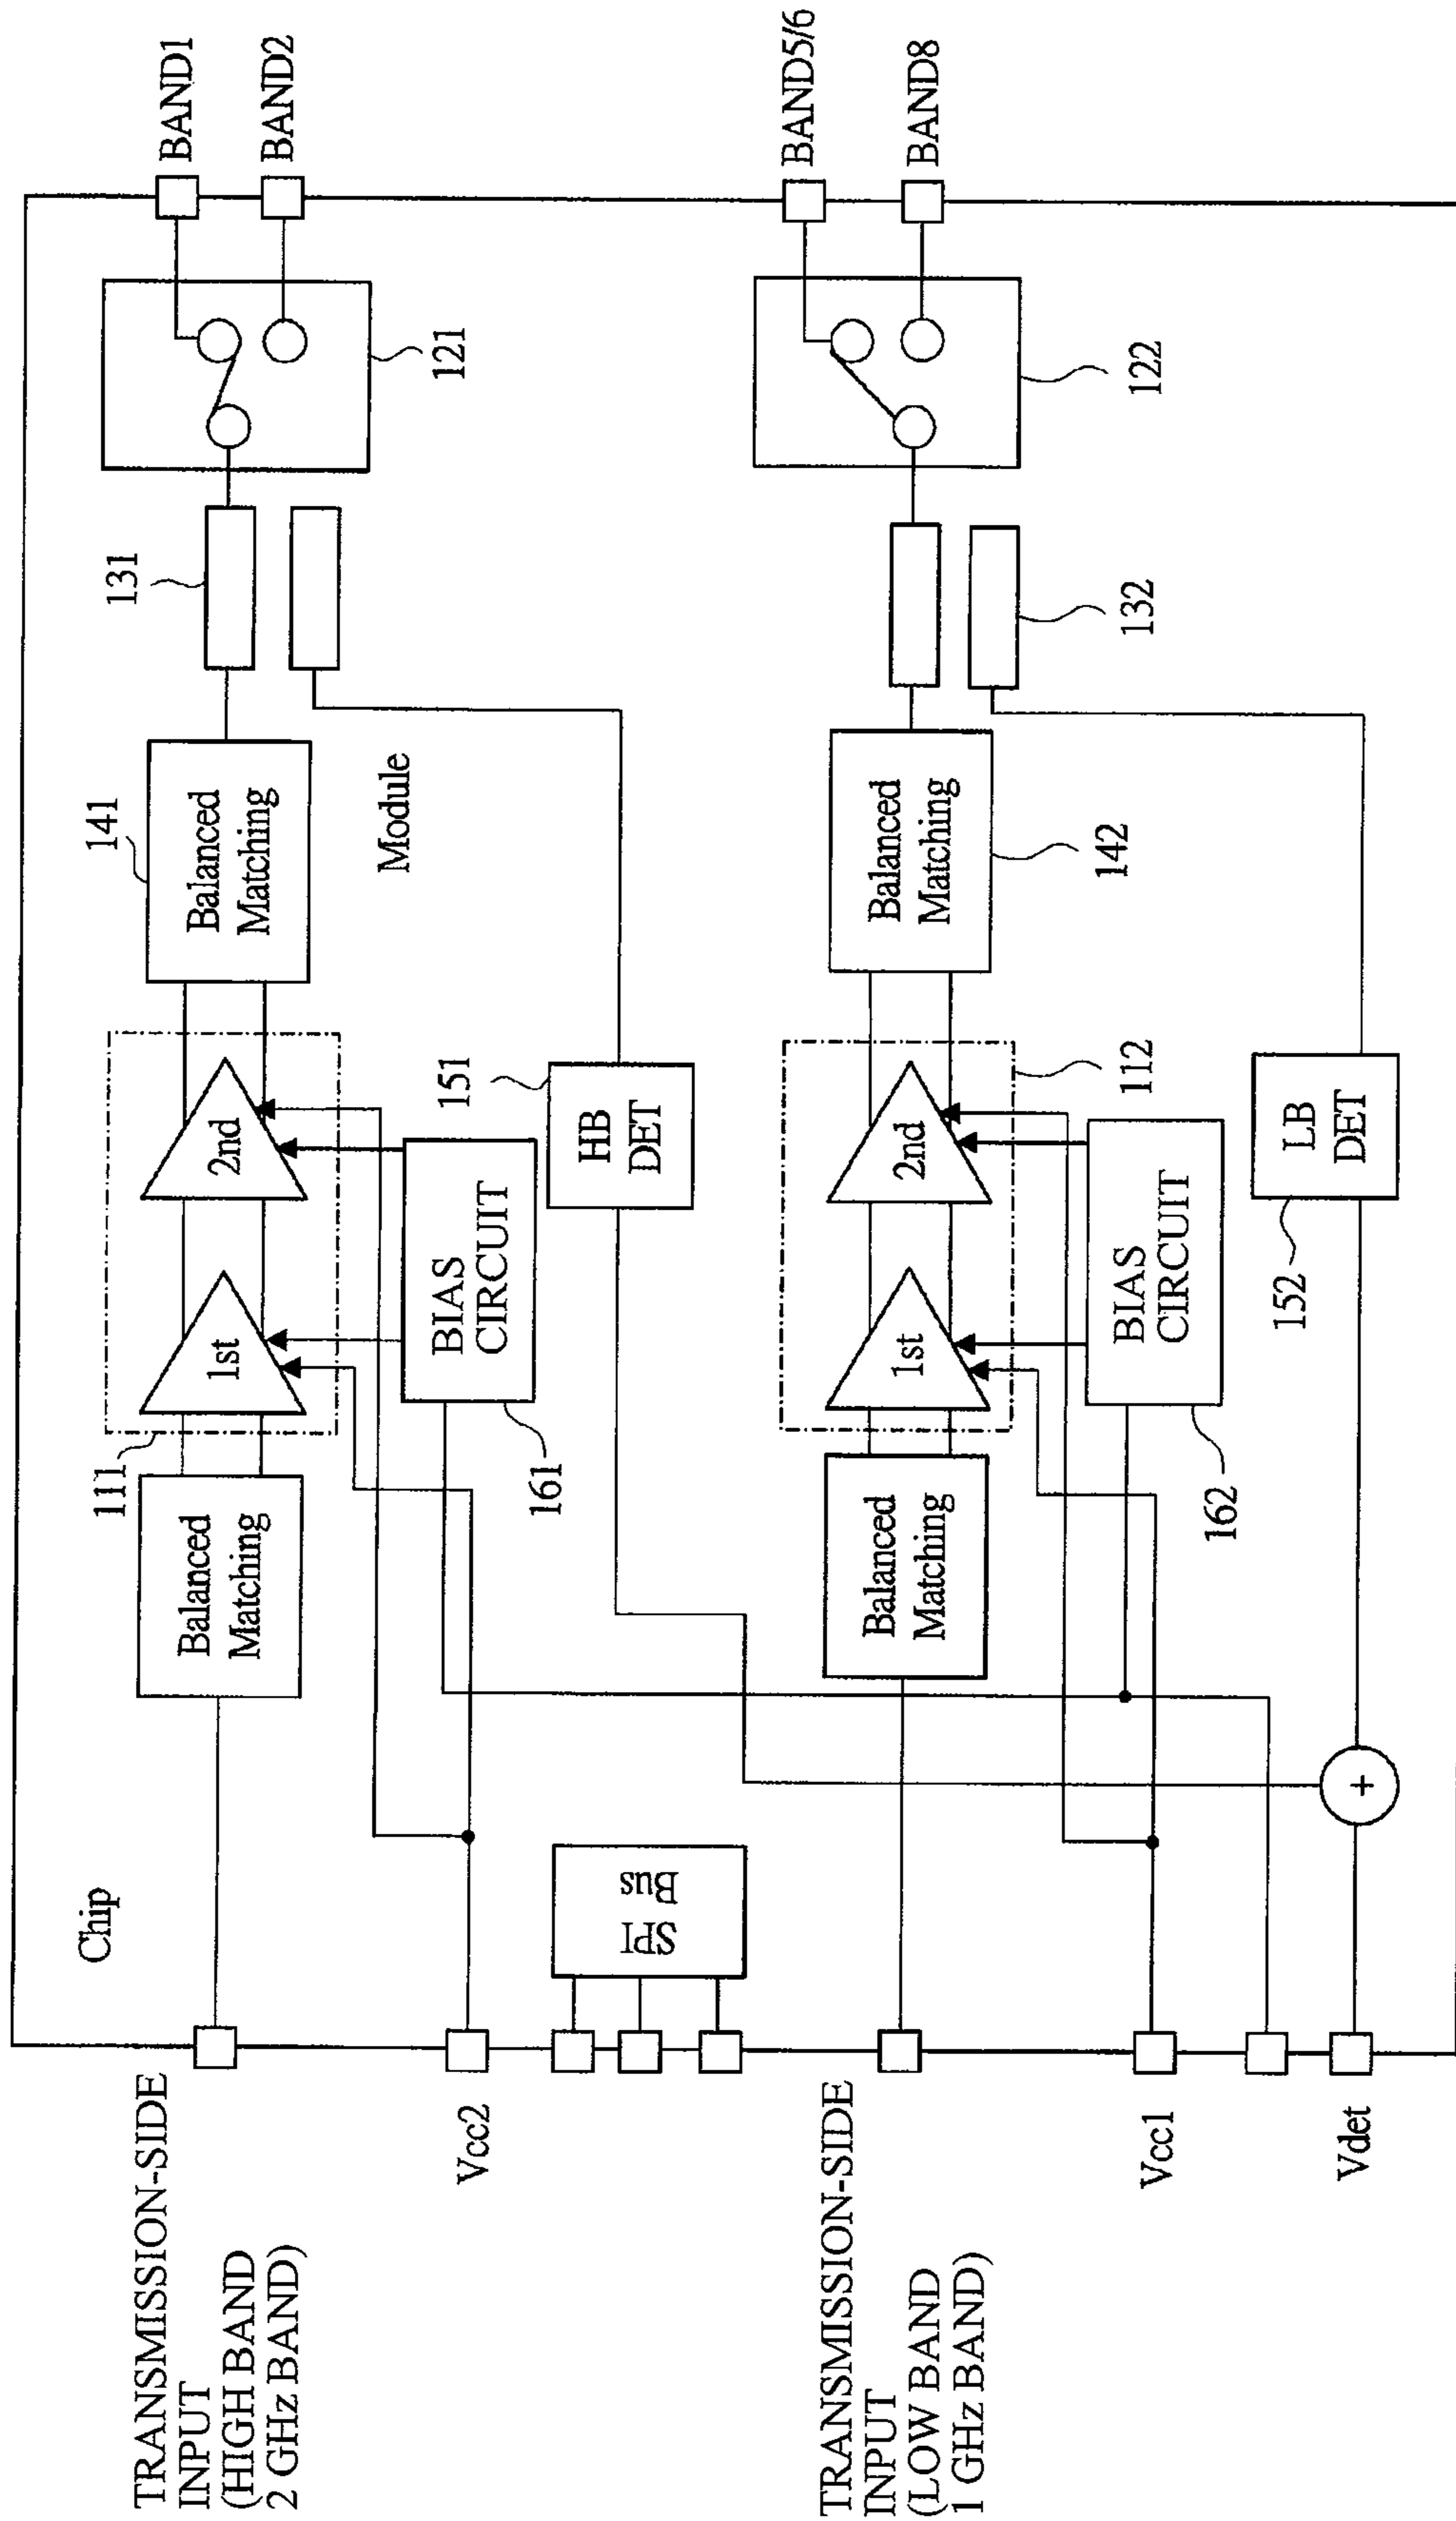 Chip
Module
TRANSMISSION-SIDE
INPUT
(HIGH BAND
2 GHz BAND)
Balanced
Matching
111
1st
2nd
141
Balanced
Matching
131
121
BAND1
BAND2
Vcc2
BIAS
CIRCUIT
161
151
HB
DET
SPI
Bus
TRANSMISSION-SIDE
INPUT
(LOW BAND
1 GHz BAND)
Balanced
Matching
1st
2nd
112
Balanced
Matching
142
132
122
BAND5/6
BAND8
Vcc1
BIAS
CIRCUIT
162
152
LB
DET
+
Vdet